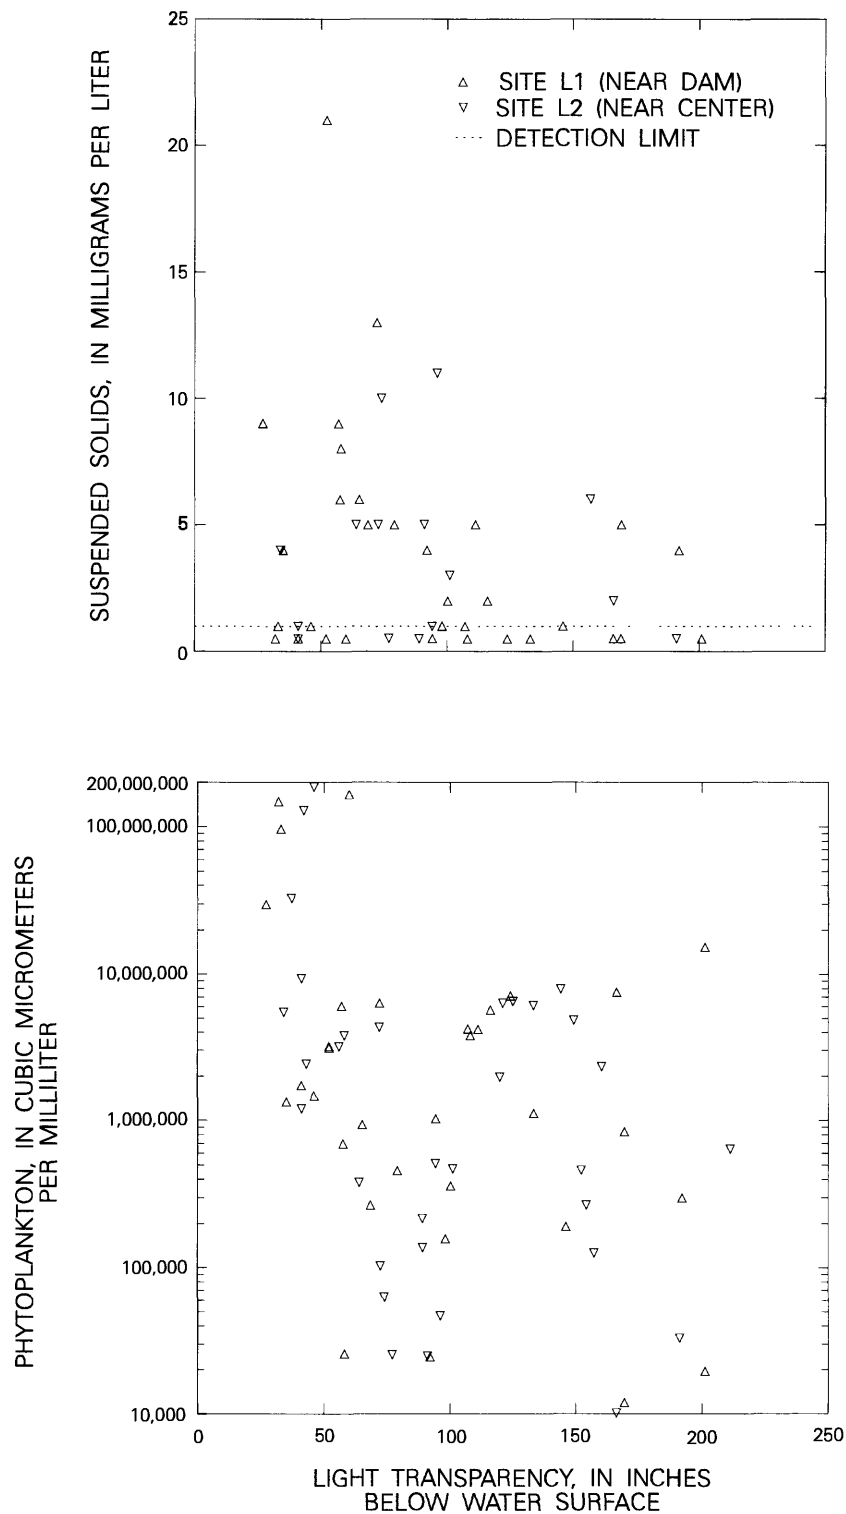 SUSPENDED SOLIDS, IN MILLIGRAMS PER LITER
25
20
15
10
5
0
SITE L1 (NEAR DAM)
SITE L2 (NEAR CENTER)
DETECTION LIMIT
PHYTOPLANKTON, IN CUBIC MICROMETERS
PER MILLILITER
200,000,000
100,000,000
10,000,000
1,000,000
100,000
10,000
0 50 100 150 200 250
LIGHT TRANSPARENCY, IN INCHES
BELOW WATER SURFACE